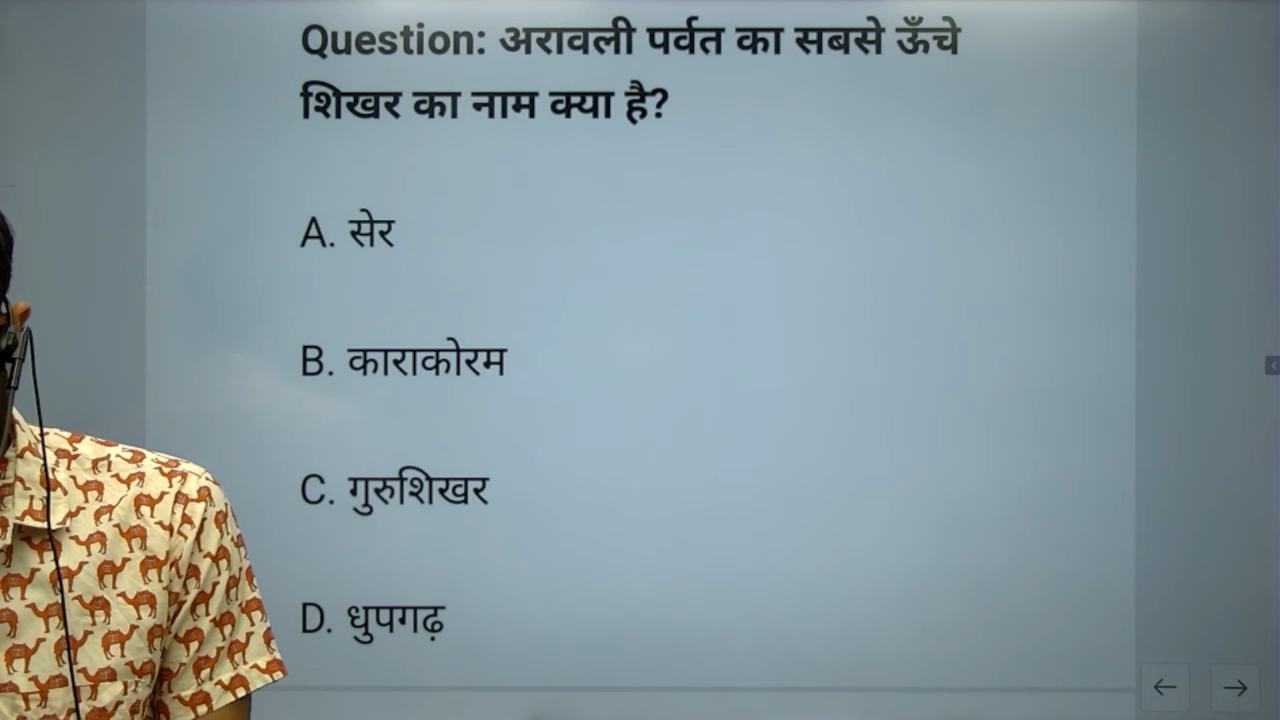 Question: अरावली पर्वत का सबसे ऊँचे
शिखर का नाम क्या है?
A. सेर
B. काराकोरम
C. गुरुशिखर
D. धुपगढ़